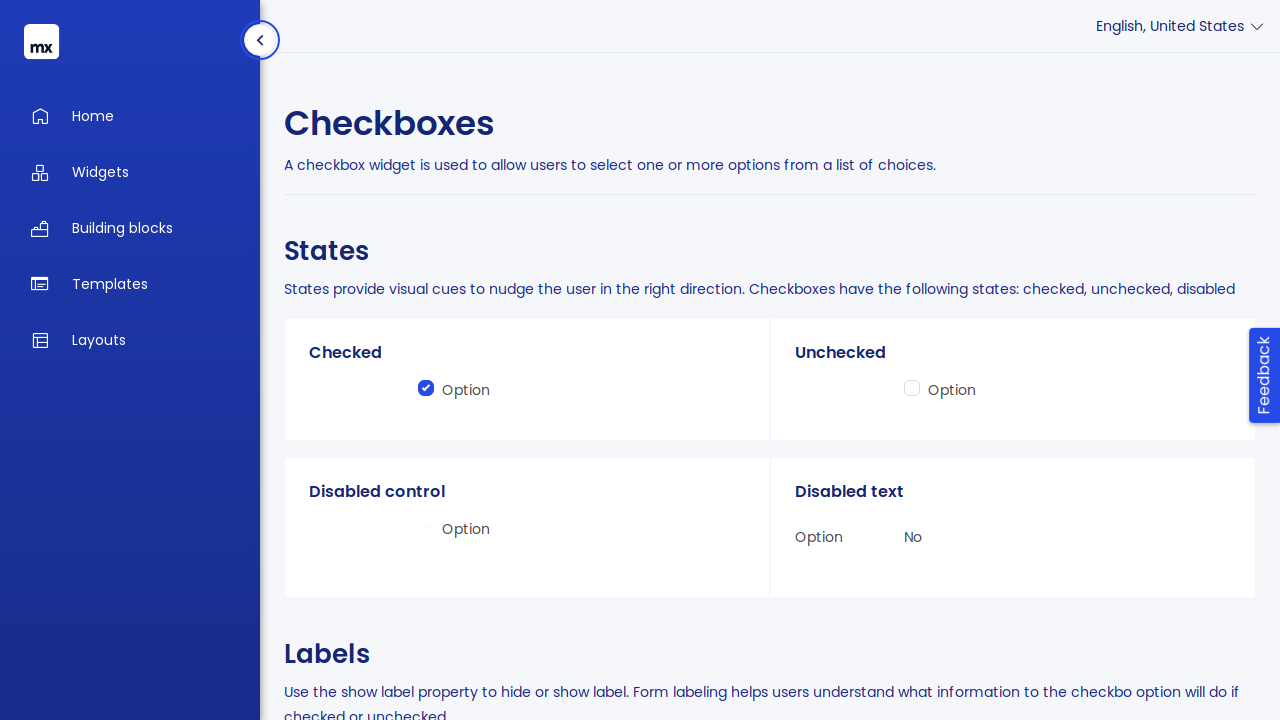 mx
English, United States
Home
Widgets
Building blocks
Templates
Layouts
Checkboxes
A checkbox widget is used to allow users to select one or more options from a list of choices.
States
States provide visual cues to nudge the user in the right direction. Checkboxes have the following states: checked, unchecked, disabled
Checked
Option
Unchecked
Option
Feedback
Disabled control
Option
Disabled text
Option No
Labels
Use the show label property to hide or show label. Form labeling helps users understand what information to the checkbo option will do if
checked or unchecked